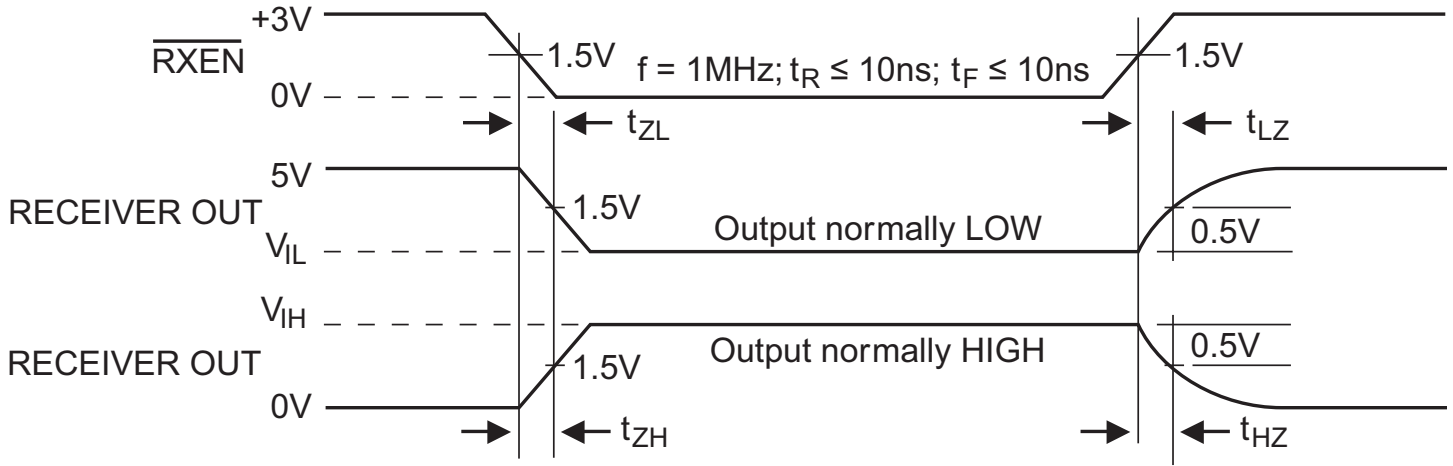 +3V
R̅X̅E̅N̅
1.5V
f = 1MHz; tR ≤ 10ns; tF ≤ 10ns
1.5V
0V
tZL
tLZ
5V
RECEIVER OUT
1.5V
Output normally LOW
0.5V
VIL
VIH
RECEIVER OUT
1.5V
Output normally HIGH
0.5V
0V
tZH
tHZ